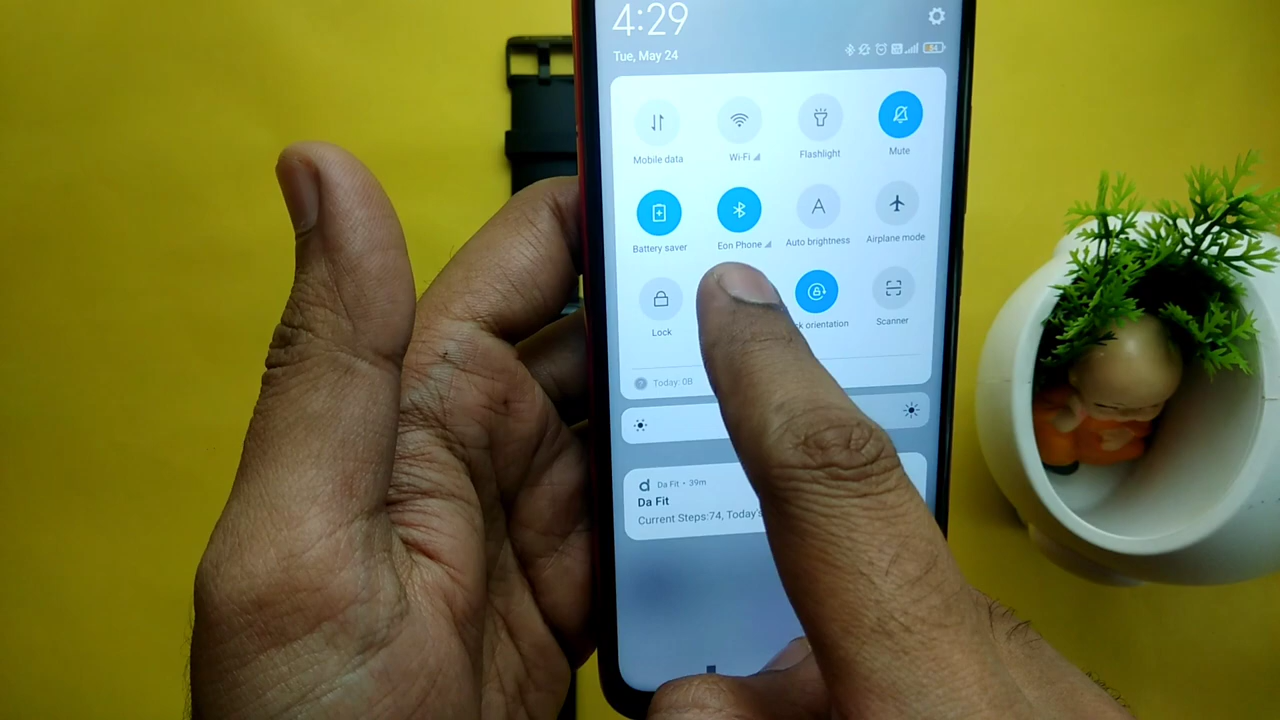 4:29
Tue, May 24
54
Mobile data
Wi-Fi
Flashlight
Mute
Battery saver
Eon Phone
Auto brightness
Airplane mode
Lock
k orientation
Scanner
Today: 0B
Da Fit • 39m
Da Fit
Current Steps:74, Today's